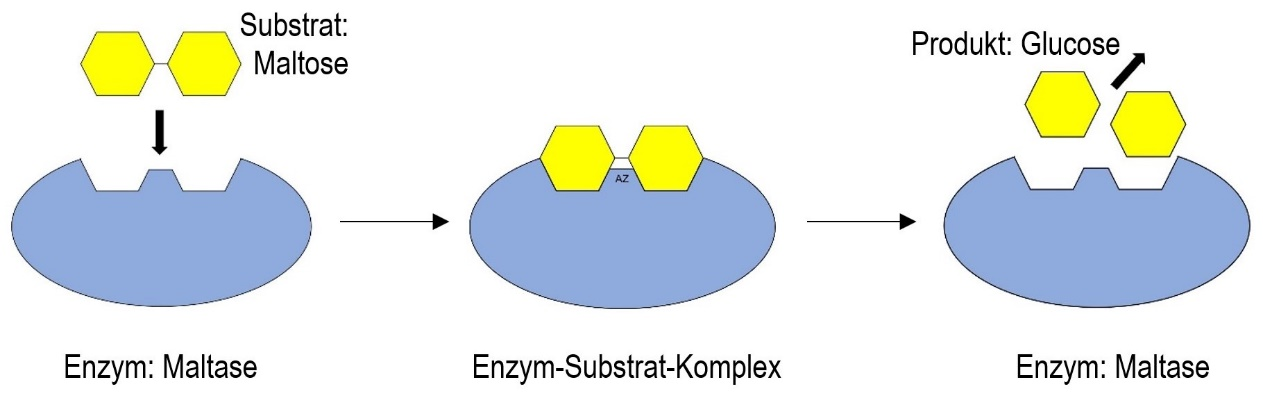 Substrat:
Maltose
Produkt: Glucose
AZ
Enzym: Maltase
Enzym-Substrat-Komplex
Enzym: Maltase